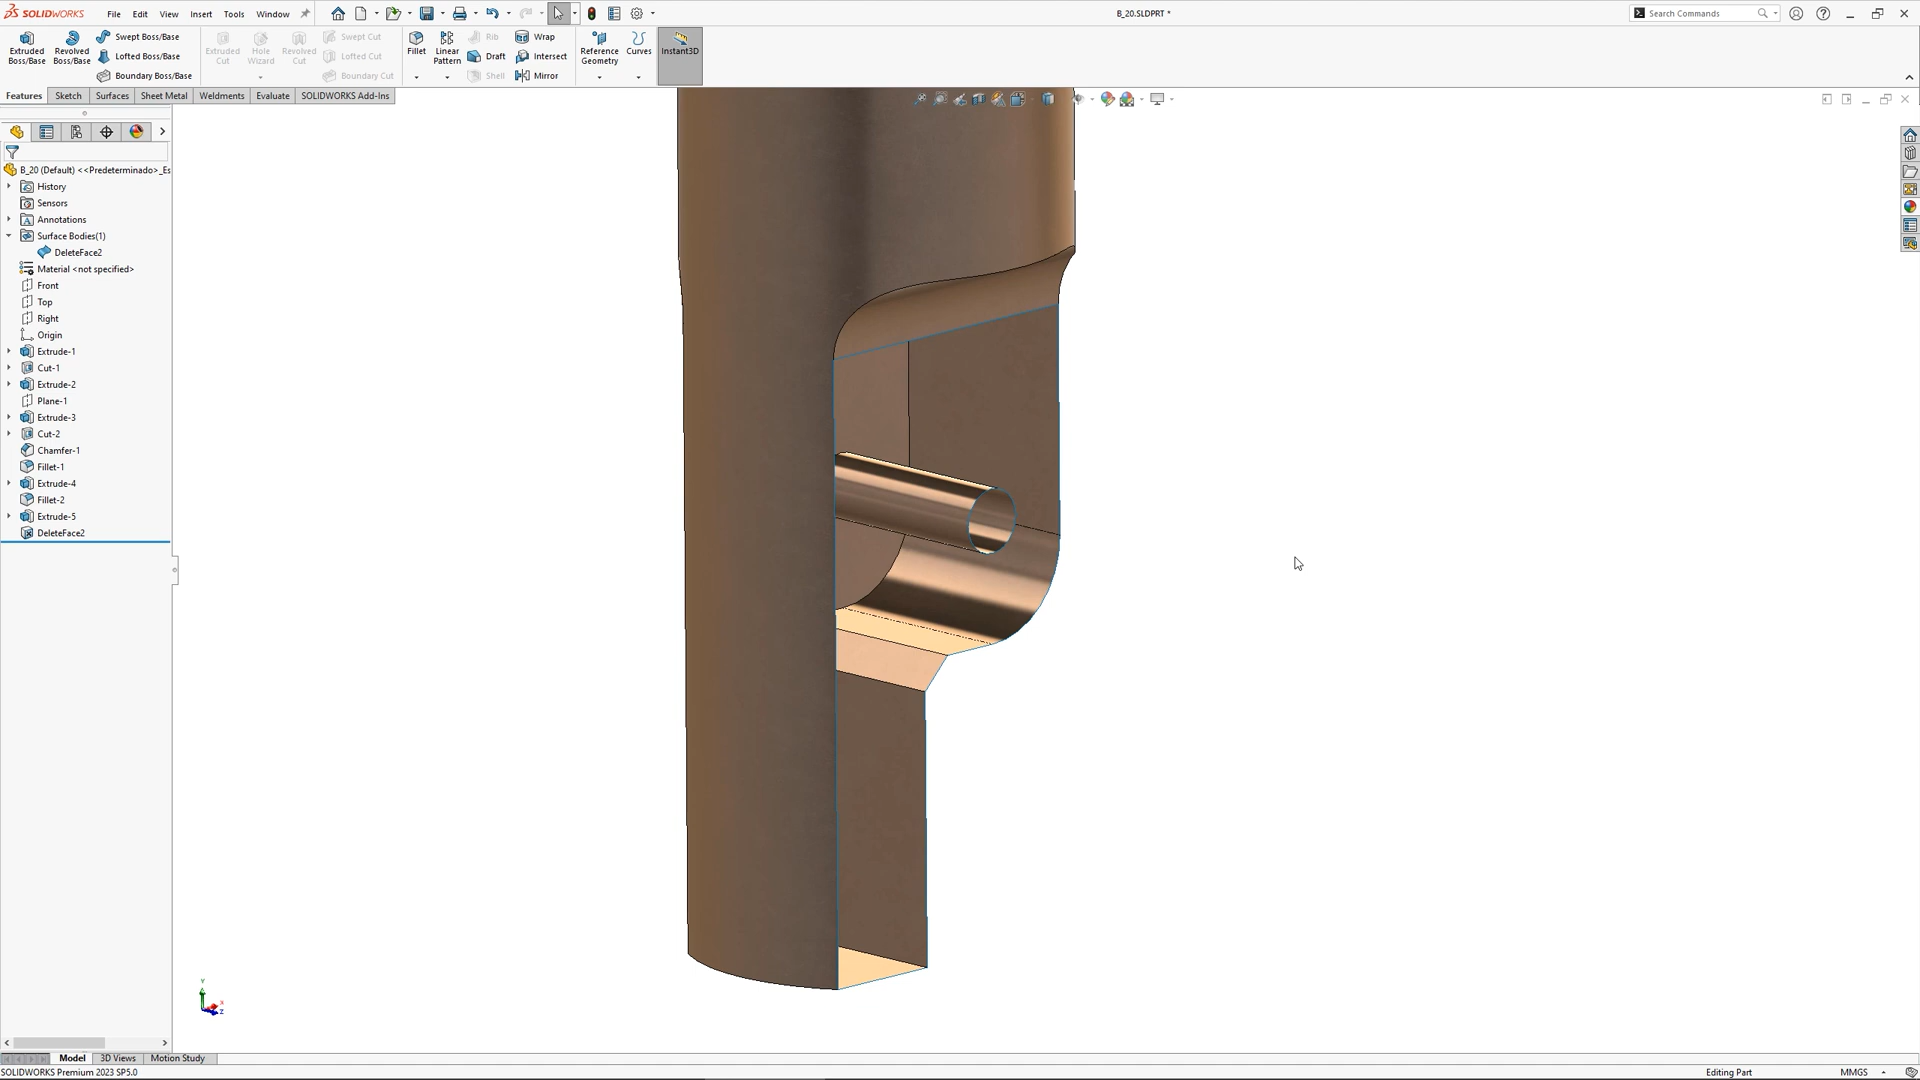 SOLIDWORKS File Edit View Insert Tools Window
B_20.SLDPRT *
Search Commands
Extruded Boss/Base
Revolved Boss/Base
Swept Boss/Base
Lofted Boss/Base
Boundary Boss/Base
Extruded Cut
Hole Wizard
Revolved Cut
Swept Cut
Lofted Cut
Boundary Cut
Fillet
Linear Pattern
Rib
Draft
Shell
Wrap
Intersect
Mirror
Reference Geometry
Curves
Instant3D
Features Sketch Surfaces Sheet Metal Weldments Evaluate SOLIDWORKS Add-Ins
B_20 (Default) <<Predeterminado>_Es
History
Sensors
Annotations
Surface Bodies(1)
DeleteFace2
Material <not specified>
Front
Top
Right
Origin
Extrude-1
Cut-1
Extrude-2
Plane-1
Extrude-3
Cut-2
Chamfer-1
Fillet-1
Extrude-4
Fillet-2
Extrude-5
DeleteFace2
Y
X
Z
Model 3D Views Motion Study
SOLIDWORKS Premium 2023 SP5.0
Editing Part
MMGS